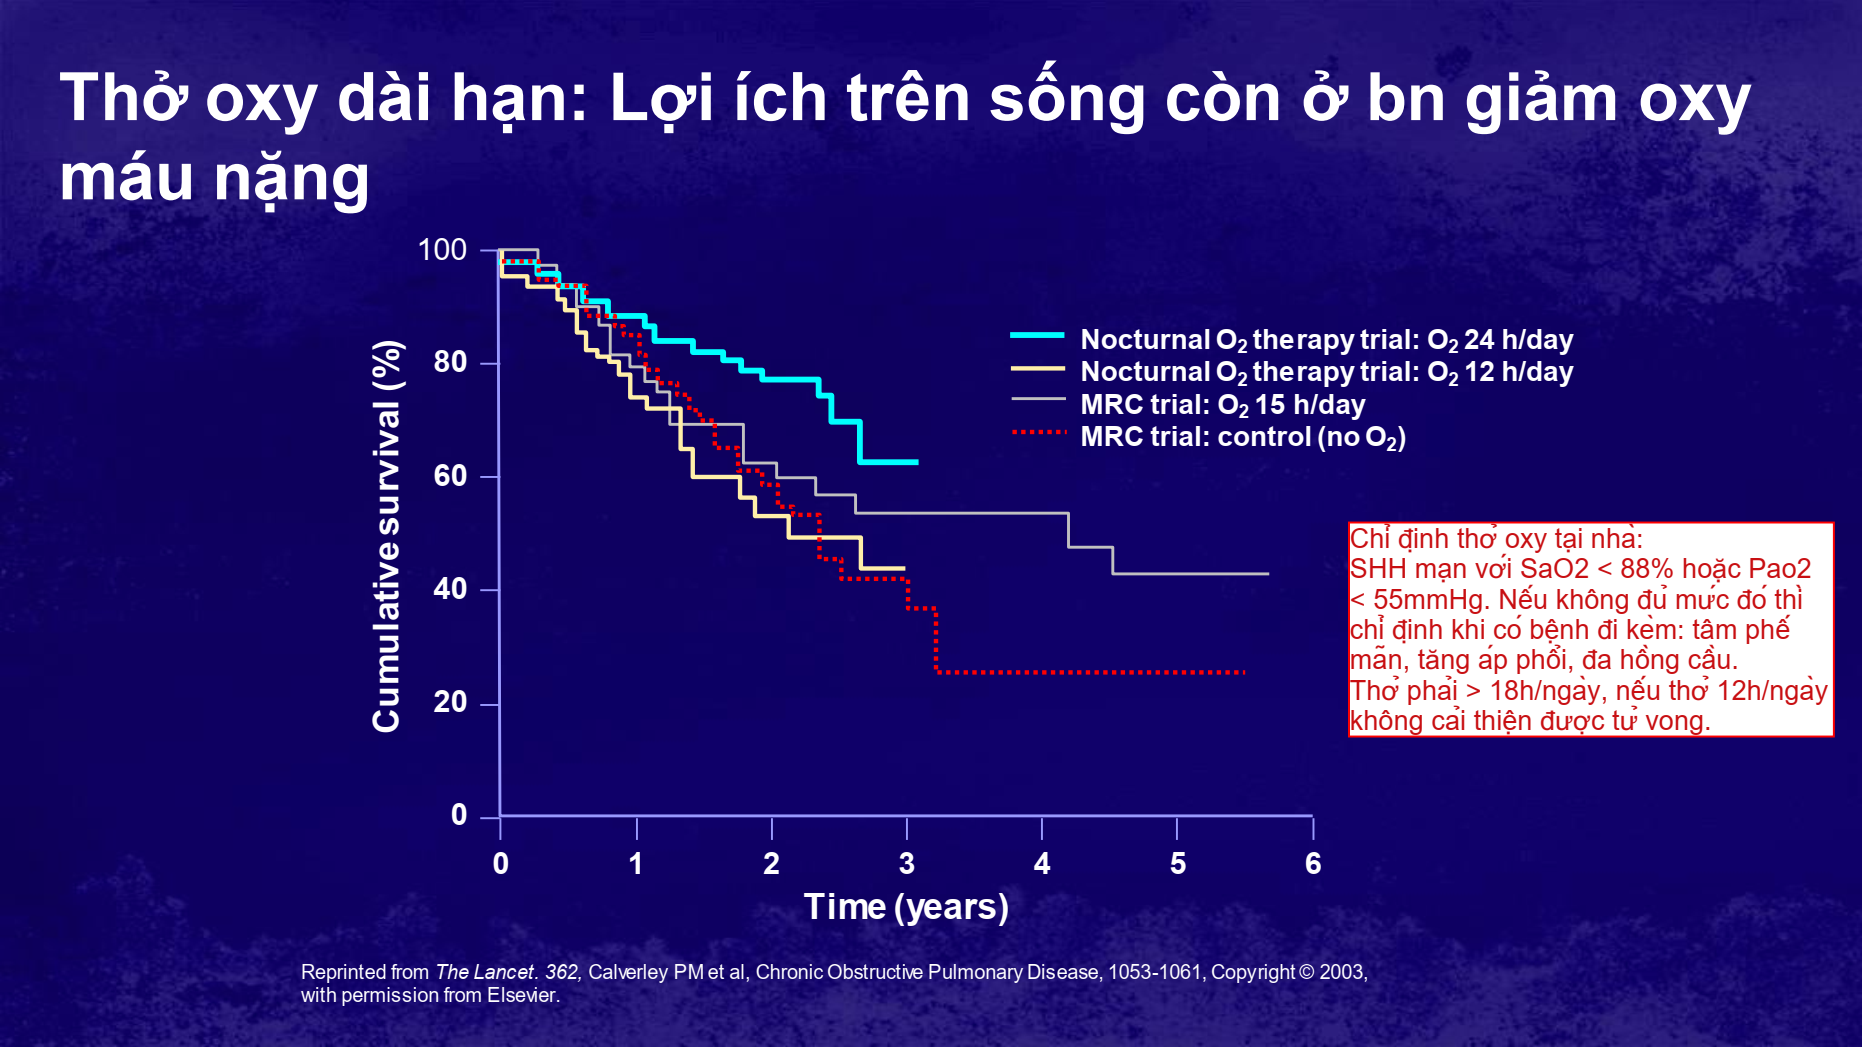 Thở oxy dài hạn: Lợi ích trên sống còn ở bn giảm oxy
máu nặng
Cumulative survival (%)
100
80
60
40
20
0
0 1 2 3 4 5 6
Time (years)
Nocturnal O₂ therapy trial: O₂ 24 h/day
Nocturnal O₂ therapy trial: O₂ 12 h/day
MRC trial: O₂ 15 h/day
MRC trial: control (no O₂)
Chỉ định thở oxy tại nhà:
SHH mạn với SaO2 < 88% hoặc Pao2
< 55mmHg. Nếu không đủ mức đó thì
chỉ định khi có bệnh đi kèm: tâm phế
mãn, tăng áp phổi, đa hồng cầu.
Thở phải > 18h/ngày, nếu thở 12h/ngày
không cải thiện được tử vong.
Reprinted from The Lancet. 362, Calverley PM et al, Chronic Obstructive Pulmonary Disease, 1053-1061, Copyright © 2003,
with permission from Elsevier.